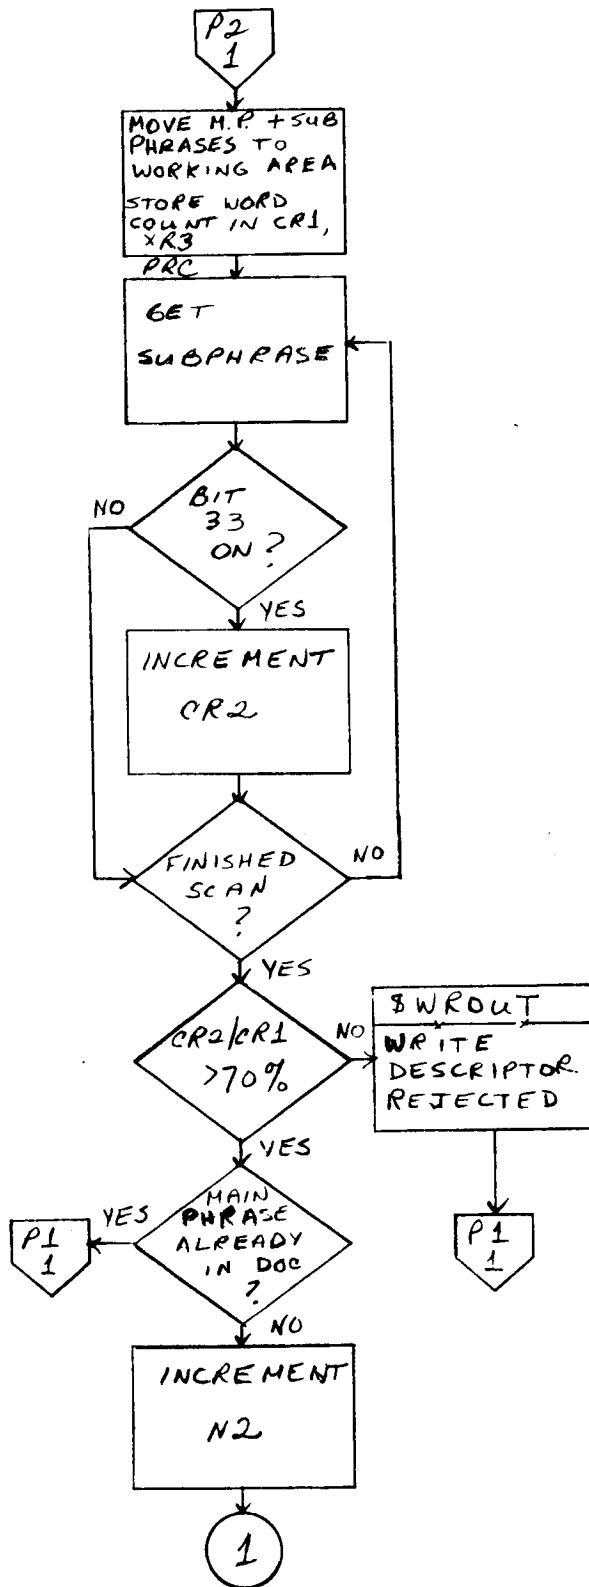 P2
1
MOVE M.P. + SUB
PHRASES TO
WORKING AREA
STORE WORD
COUNT IN CR1,
XR3
PRC
GET
SUBPHRASE
NO
BIT
33
ON?
YES
INCREMENT
CR2
FINISHED
SCAN
?
NO
YES
CR2/CR1
>70%
NO
$WROUT
WRITE
DESCRIPTOR
REJECTED
YES
P1
1
MAIN
PHRASE
ALREADY
IN DOC
?
YES
P1
1
NO
INCREMENT
N2
1